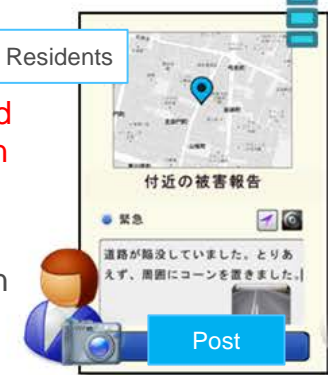 Residents
d
n
n
付近の被害報告
緊急
道路が陥没していました。とりあ
えず、周囲にコーンを置きました。
Post